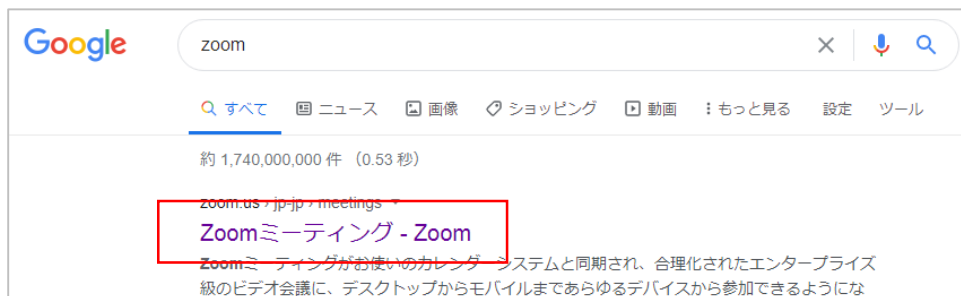 Google
zoom
すべて ニュース 画像 ショッピング 動画 もっと見る 設定 ツール
約 1,740,000,000 件 （0.53 秒）
zoom.us › jp-jp › meetings
Zoomミーティング - Zoom
Zoomミーティングがお使いのカレンダーシステムと同期され、合理化されたエンタープライズ
級のビデオ会議に、デスクトップからモバイルまであらゆるデバイスから参加できるようにな